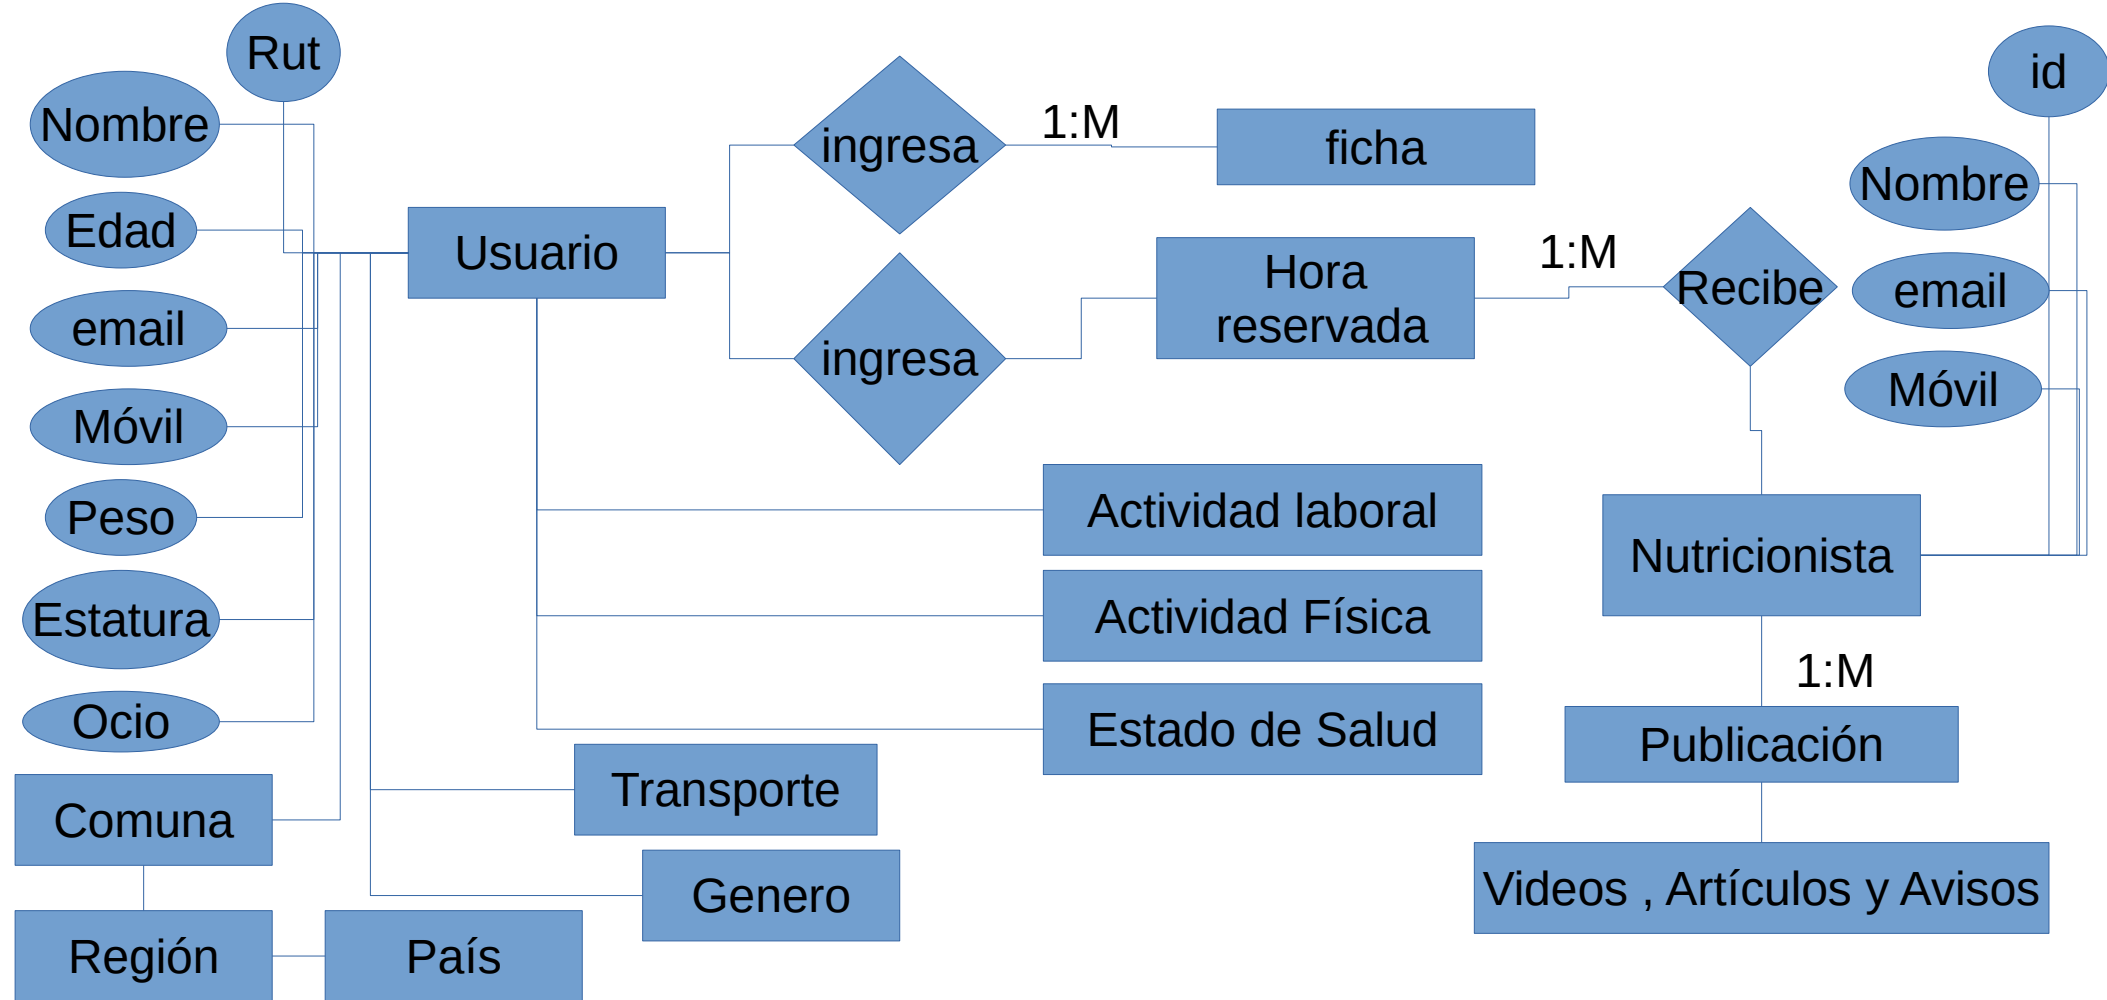 Rut
Nombre
Edad
email
Móvil
Peso
Estatura
Ocio
Comuna
Región
País
Usuario
Transporte
Genero
ingresa
1:M
ficha
ingresa
Hora
reservada
1:M
Recibe
Actividad laboral
Actividad Física
Estado de Salud
id
Nombre
email
Móvil
Nutricionista
1:M
Publicación
Videos , Artículos y Avisos